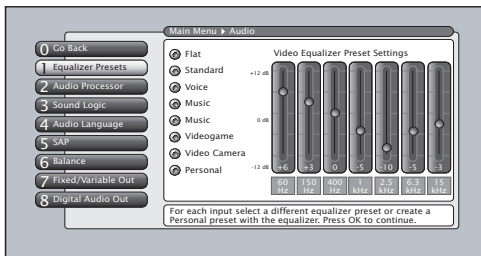 Main Menu ▸ Audio
0 Go Back
1 Equalizer Presets
2 Audio Processor
3 Sound Logic
4 Audio Language
5 SAP
6 Balance
7 Fixed/Variable Out
8 Digital Audio Out
Flat
Standard
Voice
Music
Music
Videogame
Video Camera
Personal
Video Equalizer Preset Settings
+12 dB
0 dB
-12 dB
+6 +3 0 -5 -10 -5 -3
60 Hz 150 Hz 400 Hz 1 kHz 2.5 kHz 6.3 kHz 15 kHz
For each input select a different equalizer preset or create a
Personal preset with the equalizer. Press OK to continue.